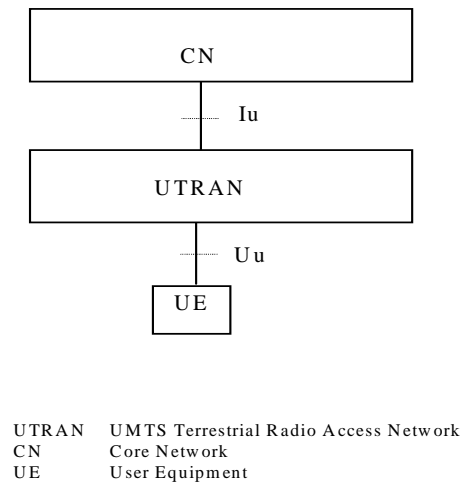 CN
Iu
UTRAN
Uu
UE
UTRAN UMTS Terrestrial Radio Access Network
CN Core Network
UE User Equipment